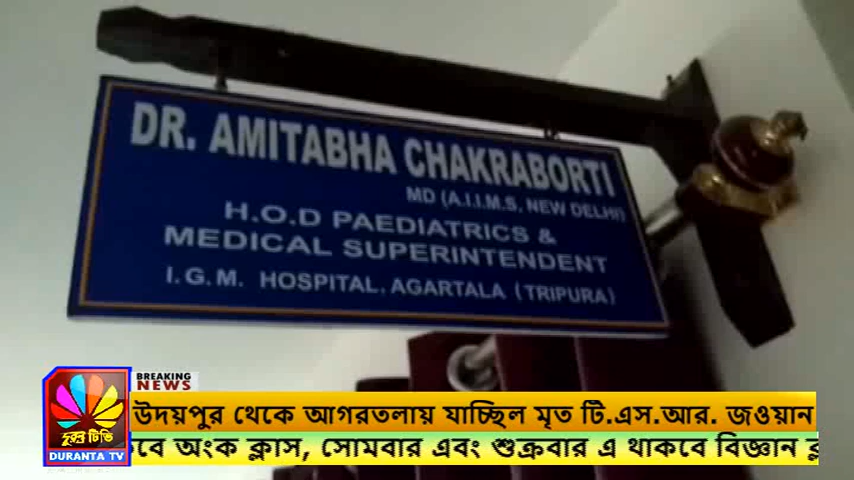 DR. AMITABHA CHAKRABORTI
MD (A.I.I.M.S, NEW DELHI)
H.O.D PAEDIATRICS &
MEDICAL SUPERINTENDENT
I.G.M. HOSPITAL. AGARTALA (TRIPURA)
BREAKING
NEWS
উদয়পুর থেকে আগরতলায় যাচ্ছিল মৃত টি.এস.আর. জওয়ান
অংক ক্লাস, সোমবার এবং শুক্রবার এ থাকবে বিজ্ঞান
দুরন্ত টিভি
DURANTA TV